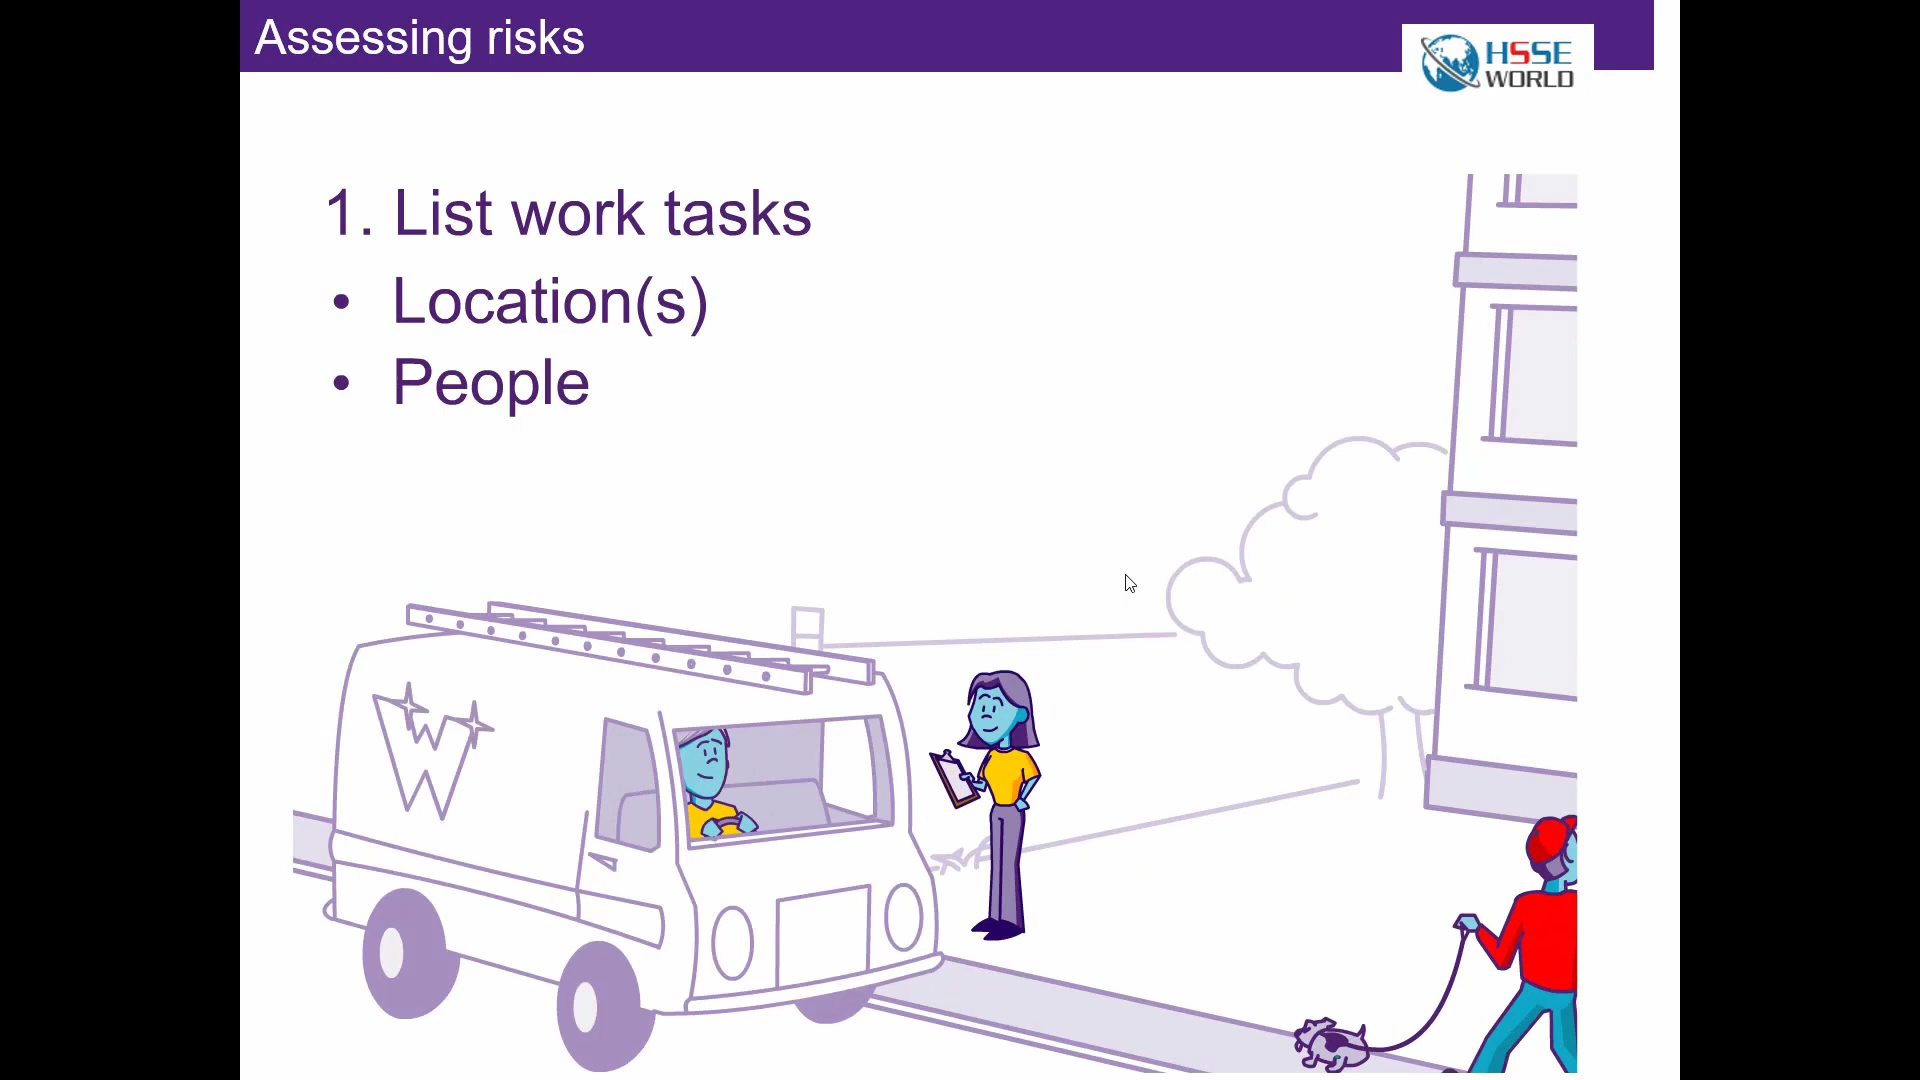 Assessing risks
HSSE
WORLD
1. List work tasks
• Location(s)
• People
W